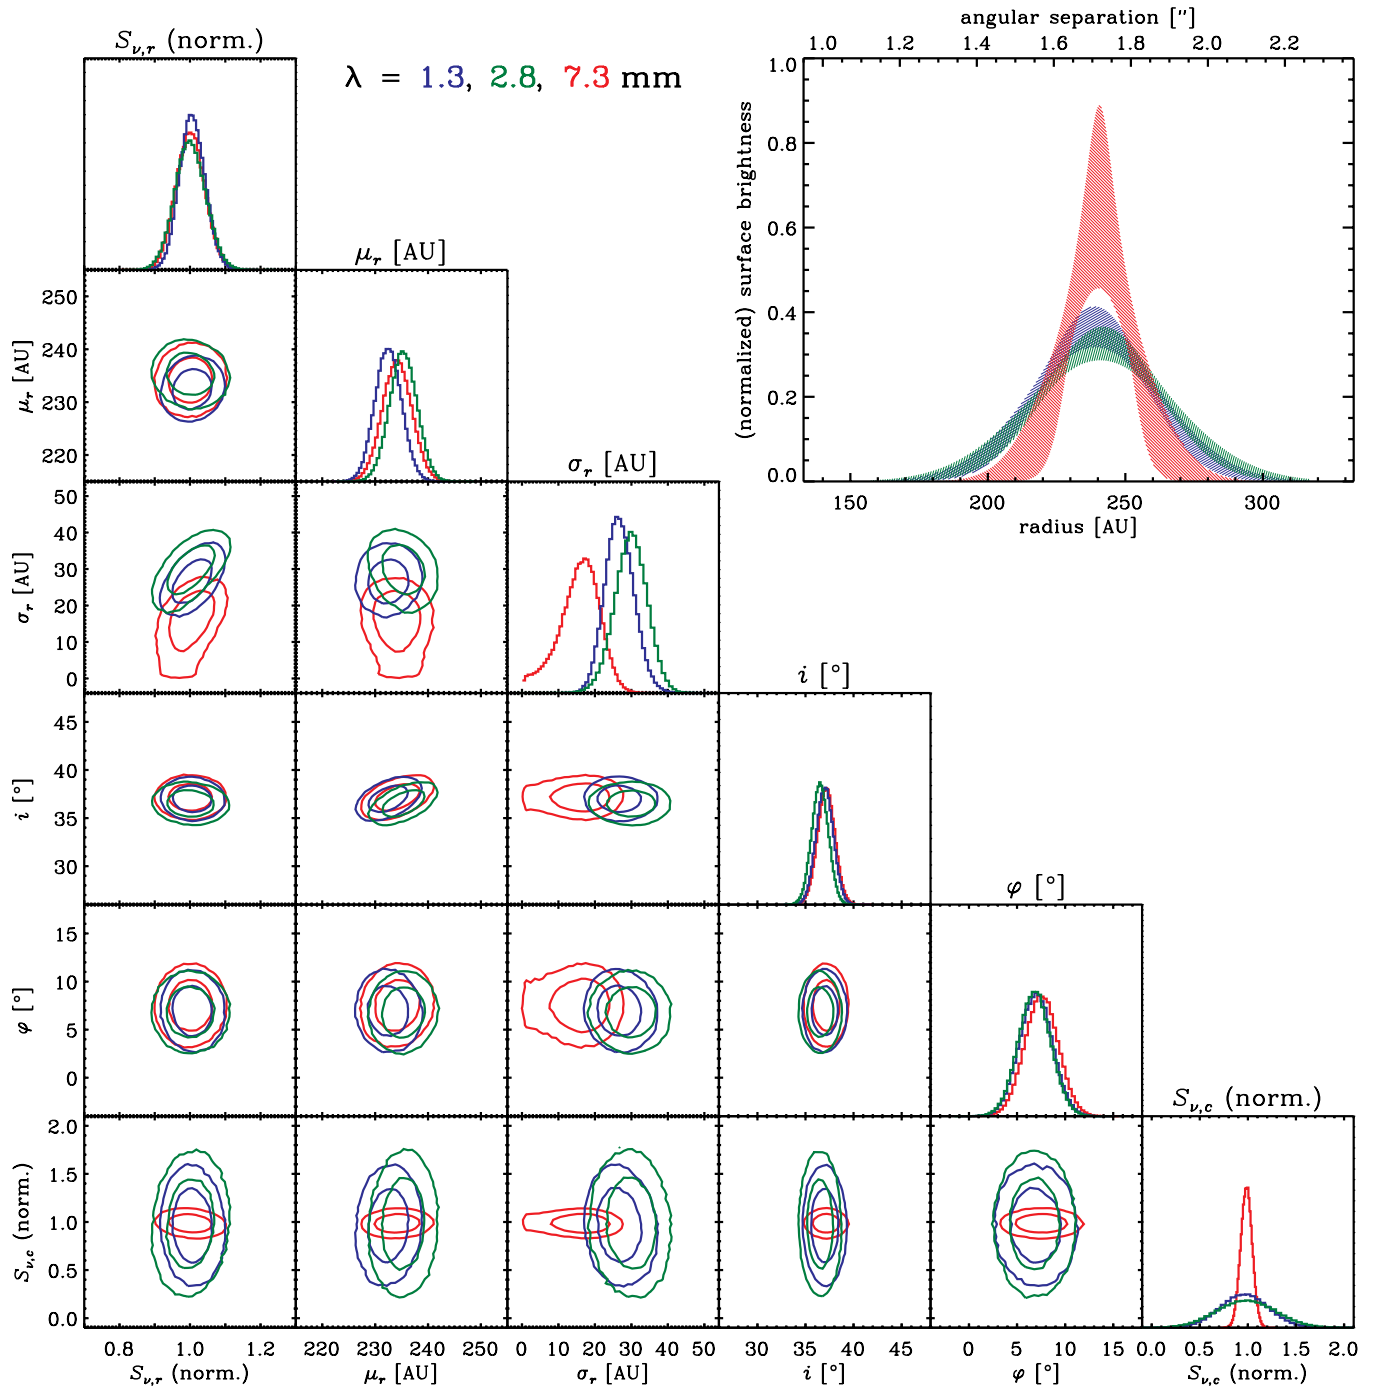 angular separation ["]
1.0 1.2 1.4 1.6 1.8 2.0 2.2
S_ν,r (norm.)
λ = 1.3, 2.8, 7.3 mm
1.0
0.8
0.6
0.4
0.2
0.0
(normalized) surface brightness
150 200 250 300
radius [AU]
μ_r [AU]
250
240
230
220
μ_r [AU]
σ_r [AU]
50
40
30
20
10
0
σ_r [AU]
i [°]
45
40
35
30
i [°]
φ [°]
15
10
5
0
φ [°]
S_ν,c (norm.)
2.0
1.5
1.0
0.5
0.0
S_ν,c (norm.)
0.8 1.0 1.2 220 230 240 250 0 10 20 30 40 50 30 35 40 45 0 5 10 15 0.0 0.5 1.0 1.5 2.0
S_ν,r (norm.) μ_r [AU] σ_r [AU] i [°] φ [°] S_ν,c (norm.)